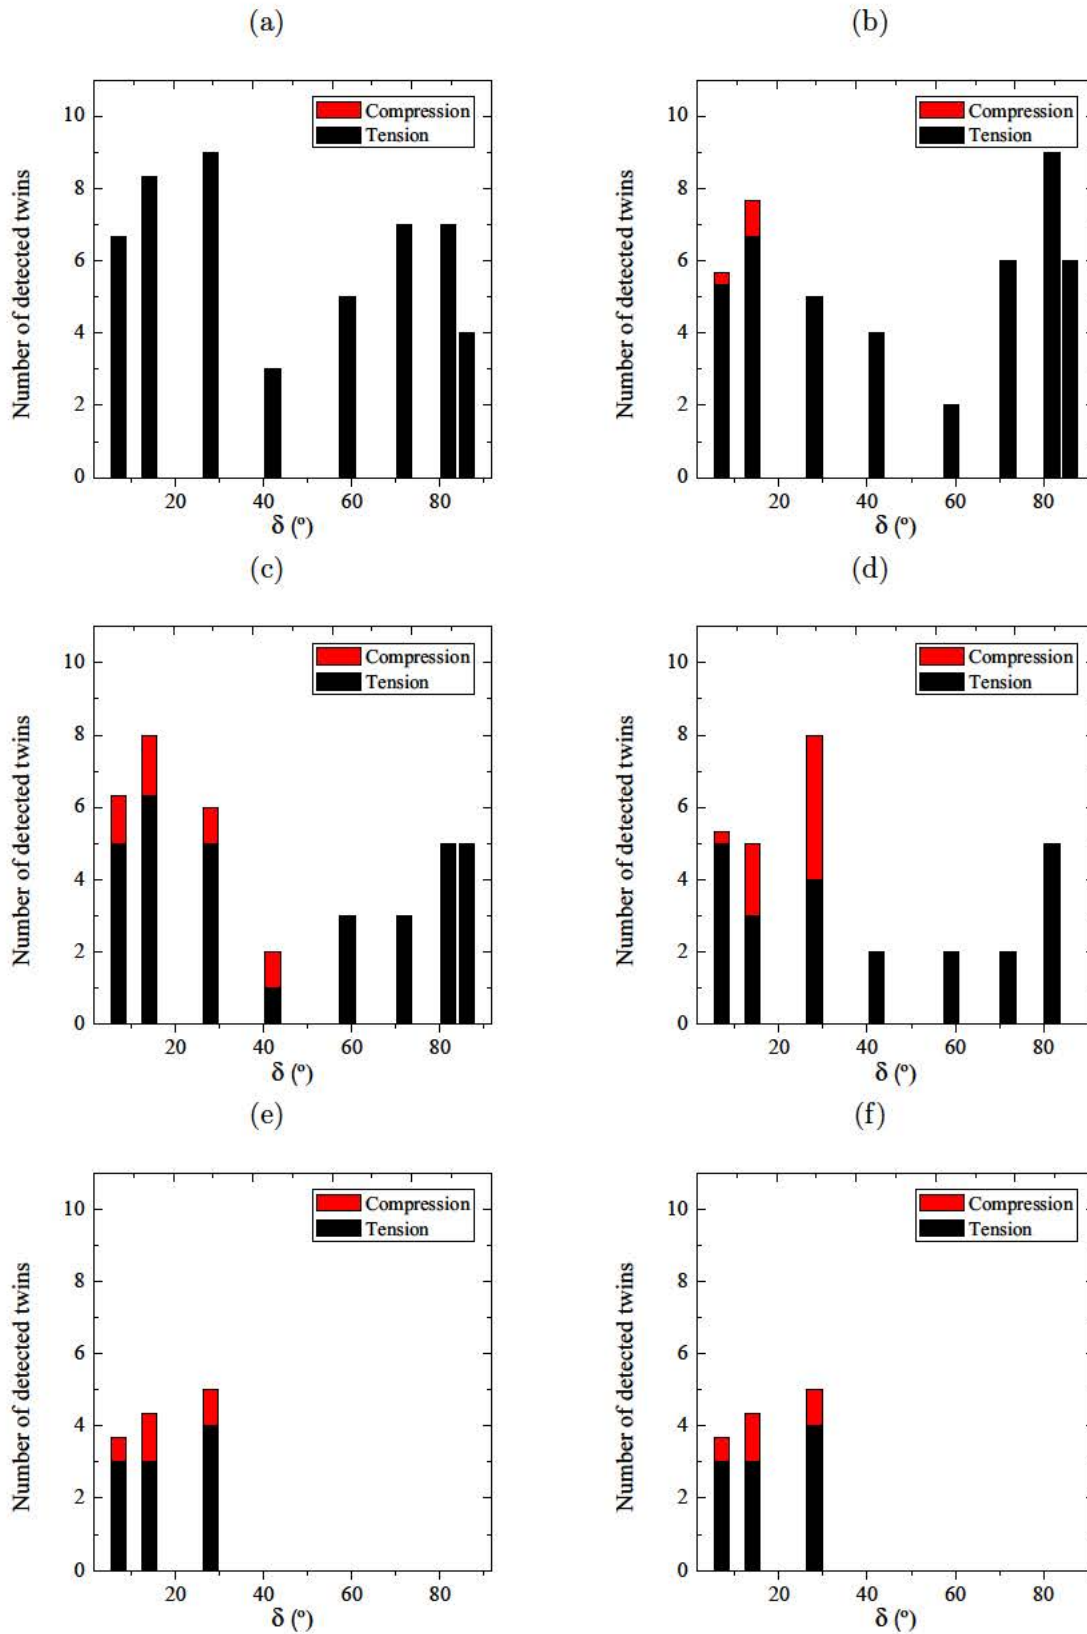 (a)
Number of detected twins
10
8
6
4
2
0
Compression
Tension
20 40 60 80
δ (º)
(b)
Number of detected twins
10
8
6
4
2
0
Compression
Tension
20 40 60 80
δ (º)
(c)
Number of detected twins
10
8
6
4
2
0
Compression
Tension
20 40 60 80
δ (º)
(d)
Number of detected twins
10
8
6
4
2
0
Compression
Tension
20 40 60 80
δ (º)
(e)
Number of detected twins
10
8
6
4
2
0
Compression
Tension
20 40 60 80
δ (º)
(f)
Number of detected twins
10
8
6
4
2
0
Compression
Tension
20 40 60 80
δ (º)